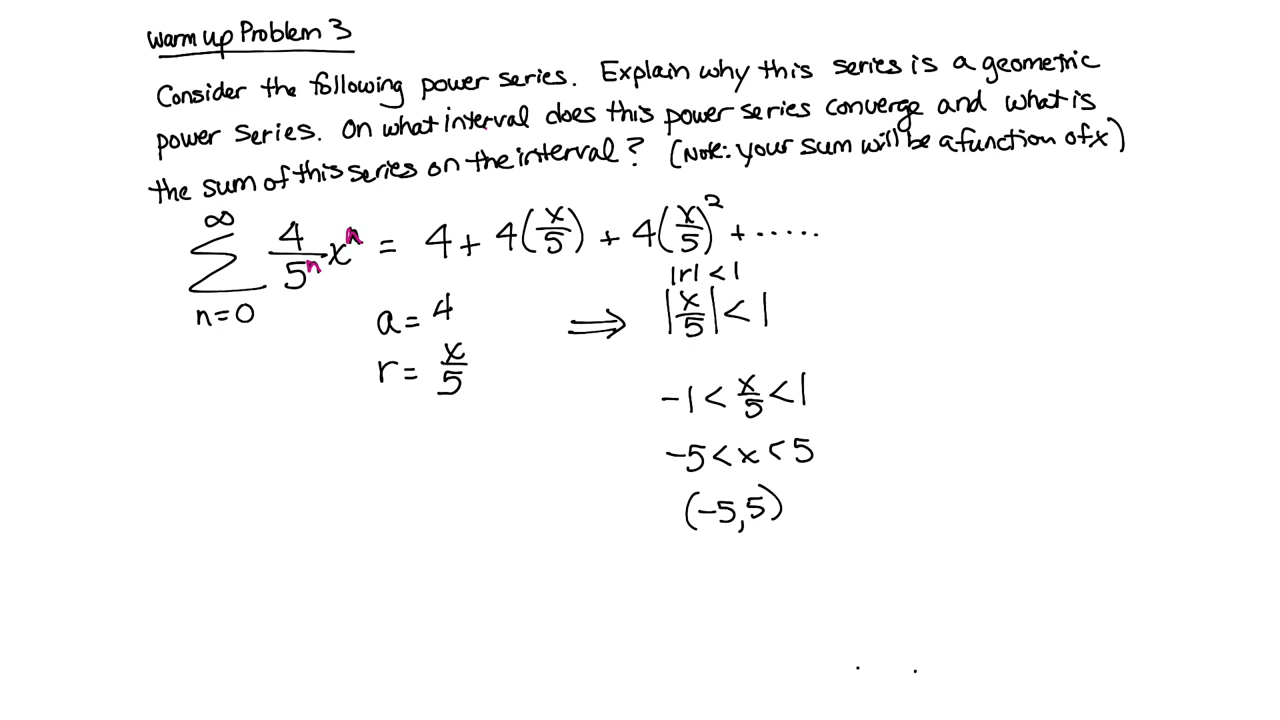 Warm up Problem 3
Consider the following power series. Explain why this series is a geometric
power series. On what interval does this power series converge and what is
the sum of this series on the interval? (Note: your sum will be a function of x)
∞
∑ 4/5ⁿ xⁿ = 4 + 4(x/5) + 4(x/5)² + ......
n=0
|r| < 1
a = 4 ⟹ |x/5| < 1
r = x/5
-1 < x/5 < 1
-5 < x < 5
(-5,5)